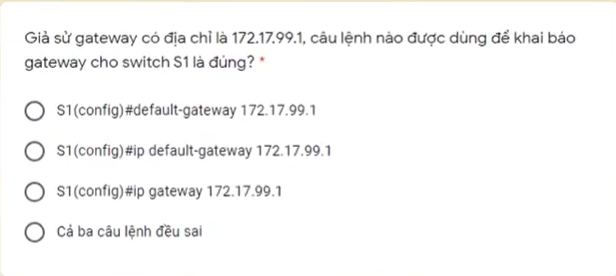 Giả sử gateway có địa chỉ là 172.17.99.1, câu lệnh nào được dùng để khai báo
gateway cho switch S1 là đúng? *
S1(config)#default-gateway 172.17.99.1
S1(config)#ip default-gateway 172.17.99.1
S1(config)#ip gateway 172.17.99.1
Cả ba câu lệnh đều sai